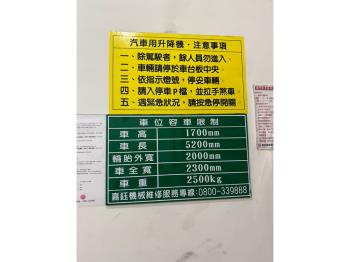 汽車用升降機．注意事項
一、除駕駛者，餘人員勿進入
二、車輛請停於車台板中央
三、依指示燈號，停妥車輛
四、請入停車P檔，並拉手煞車
五、遇緊急狀況，請按急停開關
車位容車限制
車高 1700mm
車長 5200mm
輪胎外寬 2000mm
車全寬 2300mm
車重 2500kg
嘉鈺機械維修服務專線:0800-339888